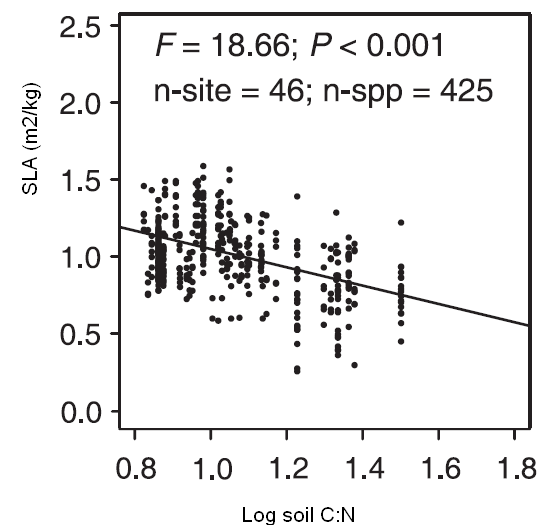 F = 18.66; P < 0.001
n-site = 46; n-spp = 425
SLA (m2/kg)
2.5
2.0
1.5
1.0
0.5
0.0
0.8 1.0 1.2 1.4 1.6 1.8
Log soil C:N